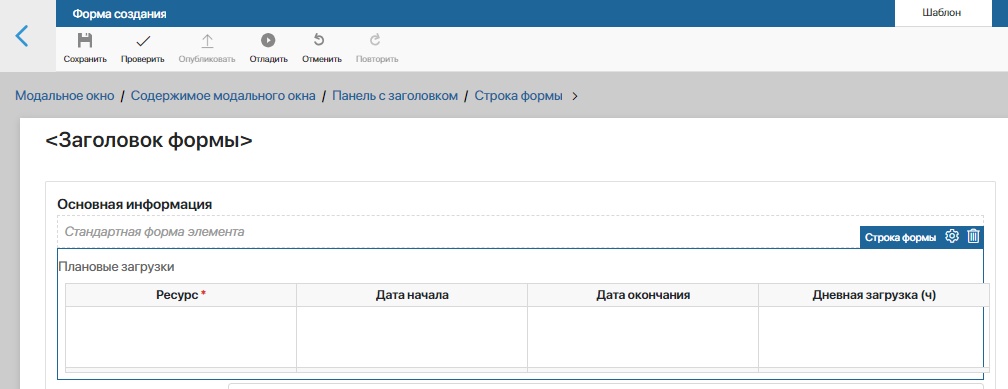 Форма создания
Шаблон
Сохранить Проверить Опубликовать Отладить Отменить Повторить
Модальное окно / Содержимое модального окна / Панель с заголовком / Строка формы >
<Заголовок формы>
Основная информация
Стандартная форма элемента
Строка формы
Плановые загрузки
Ресурс * Дата начала Дата окончания Дневная загрузка (ч)